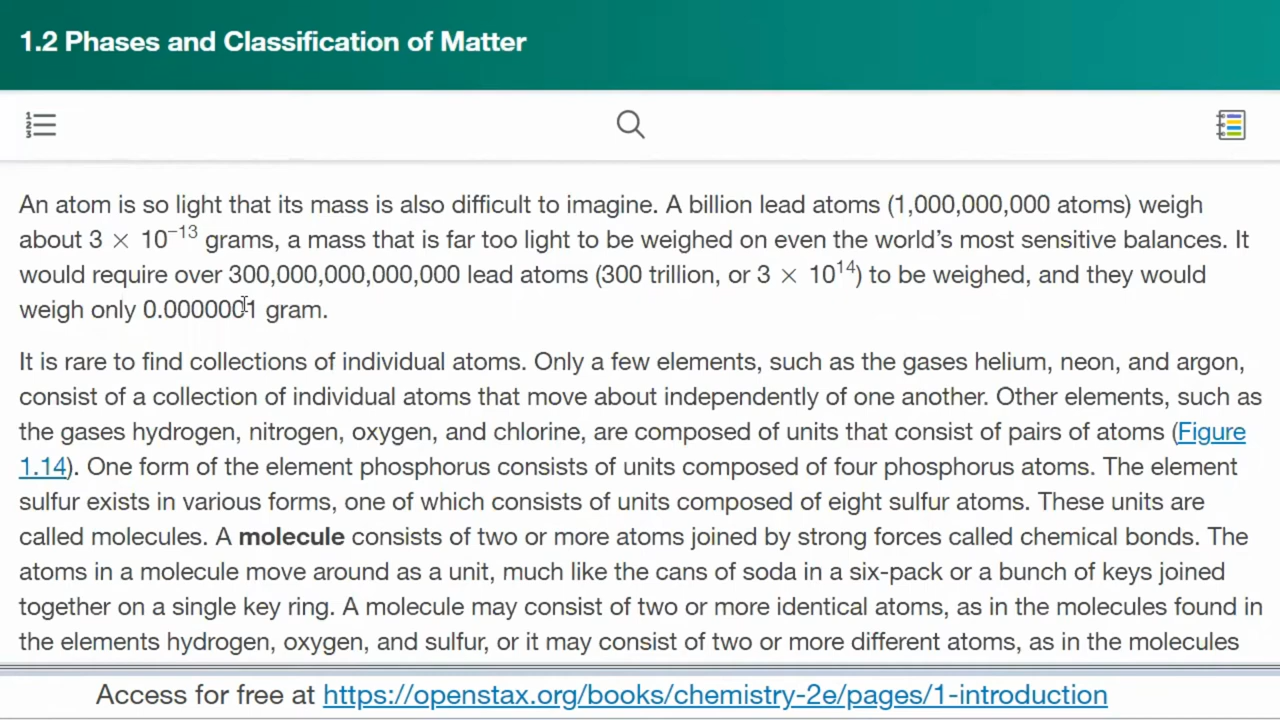 1.2 Phases and Classification of Matter
An atom is so light that its mass is also difficult to imagine. A billion lead atoms (1,000,000,000 atoms) weigh
about 3 × 10⁻¹³ grams, a mass that is far too light to be weighed on even the world’s most sensitive balances. It
would require over 300,000,000,000,000 lead atoms (300 trillion, or 3 × 10¹⁴) to be weighed, and they would
weigh only 0.0000001 gram.
It is rare to find collections of individual atoms. Only a few elements, such as the gases helium, neon, and argon,
consist of a collection of individual atoms that move about independently of one another. Other elements, such as
the gases hydrogen, nitrogen, oxygen, and chlorine, are composed of units that consist of pairs of atoms (Figure
1.14). One form of the element phosphorus consists of units composed of four phosphorus atoms. The element
sulfur exists in various forms, one of which consists of units composed of eight sulfur atoms. These units are
called molecules. A molecule consists of two or more atoms joined by strong forces called chemical bonds. The
atoms in a molecule move around as a unit, much like the cans of soda in a six-pack or a bunch of keys joined
together on a single key ring. A molecule may consist of two or more identical atoms, as in the molecules found in
the elements hydrogen, oxygen, and sulfur, or it may consist of two or more different atoms, as in the molecules
Access for free at https://openstax.org/books/chemistry-2e/pages/1-introduction